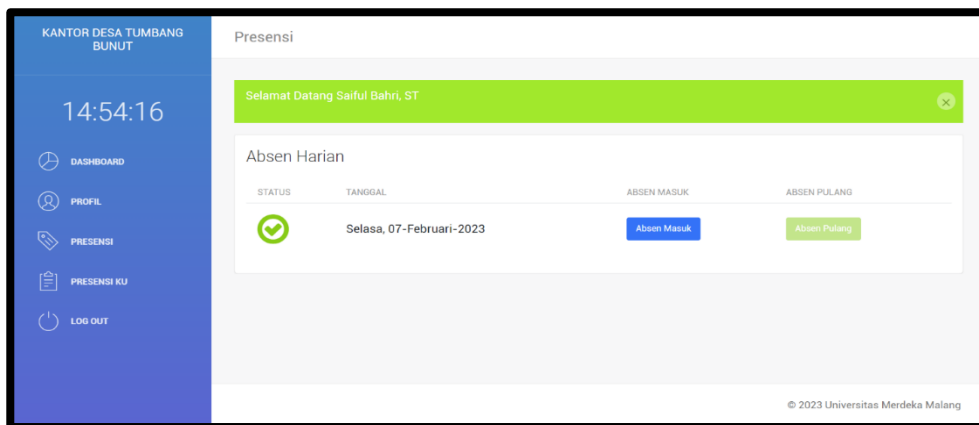 KANTOR DESA TUMBANG
BUNUT
14:54:16
DASHBOARD
PROFIL
PRESENSI
PRESENSI KU
LOG OUT
Presensi
Selamat Datang Saiful Bahri, ST
Absen Harian
STATUS TANGGAL ABSEN MASUK ABSEN PULANG
Selasa, 07-Februari-2023 Absen Masuk Absen Pulang
© 2023 Universitas Merdeka Malang